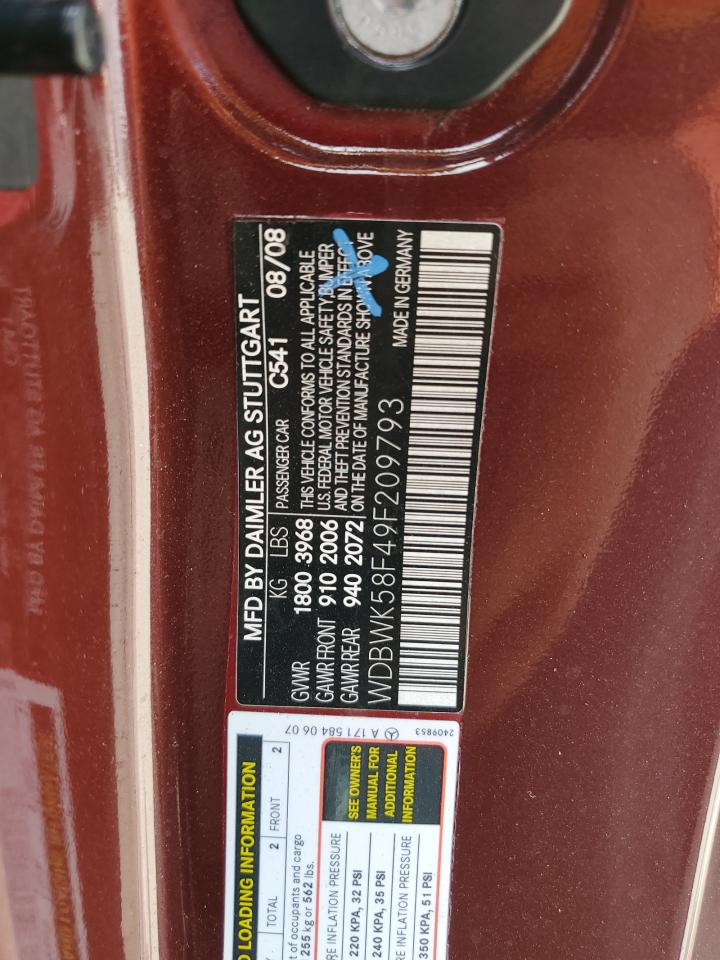 MFD BY DAIMLER AG STUTTGART
KG LBS PASSENGER CAR C541 08/08
GVWR 1800 3968 THIS VEHICLE CONFORMS TO ALL APPLICABLE
GAWR FRONT 910 2006 U.S. FEDERAL MOTOR VEHICLE SAFETY, BUMPER
GAWR REAR 940 2072 AND THEFT PREVENTION STANDARDS IN EFFECT
ON THE DATE OF MANUFACTURE SHOWN ABOVE
WDBWK58F49F209793 MADE IN GERMANY
LOADING INFORMATION
TOTAL 2 FRONT 2
of occupants and cargo
255 kg or 562 lbs.
INFLATION PRESSURE
220 KPA, 32 PSI
240 KPA, 35 PSI
INFLATION PRESSURE
350 KPA, 51 PSI
SEE OWNER'S
MANUAL FOR
ADDITIONAL
INFORMATION
A 171 584 06 07
2409853